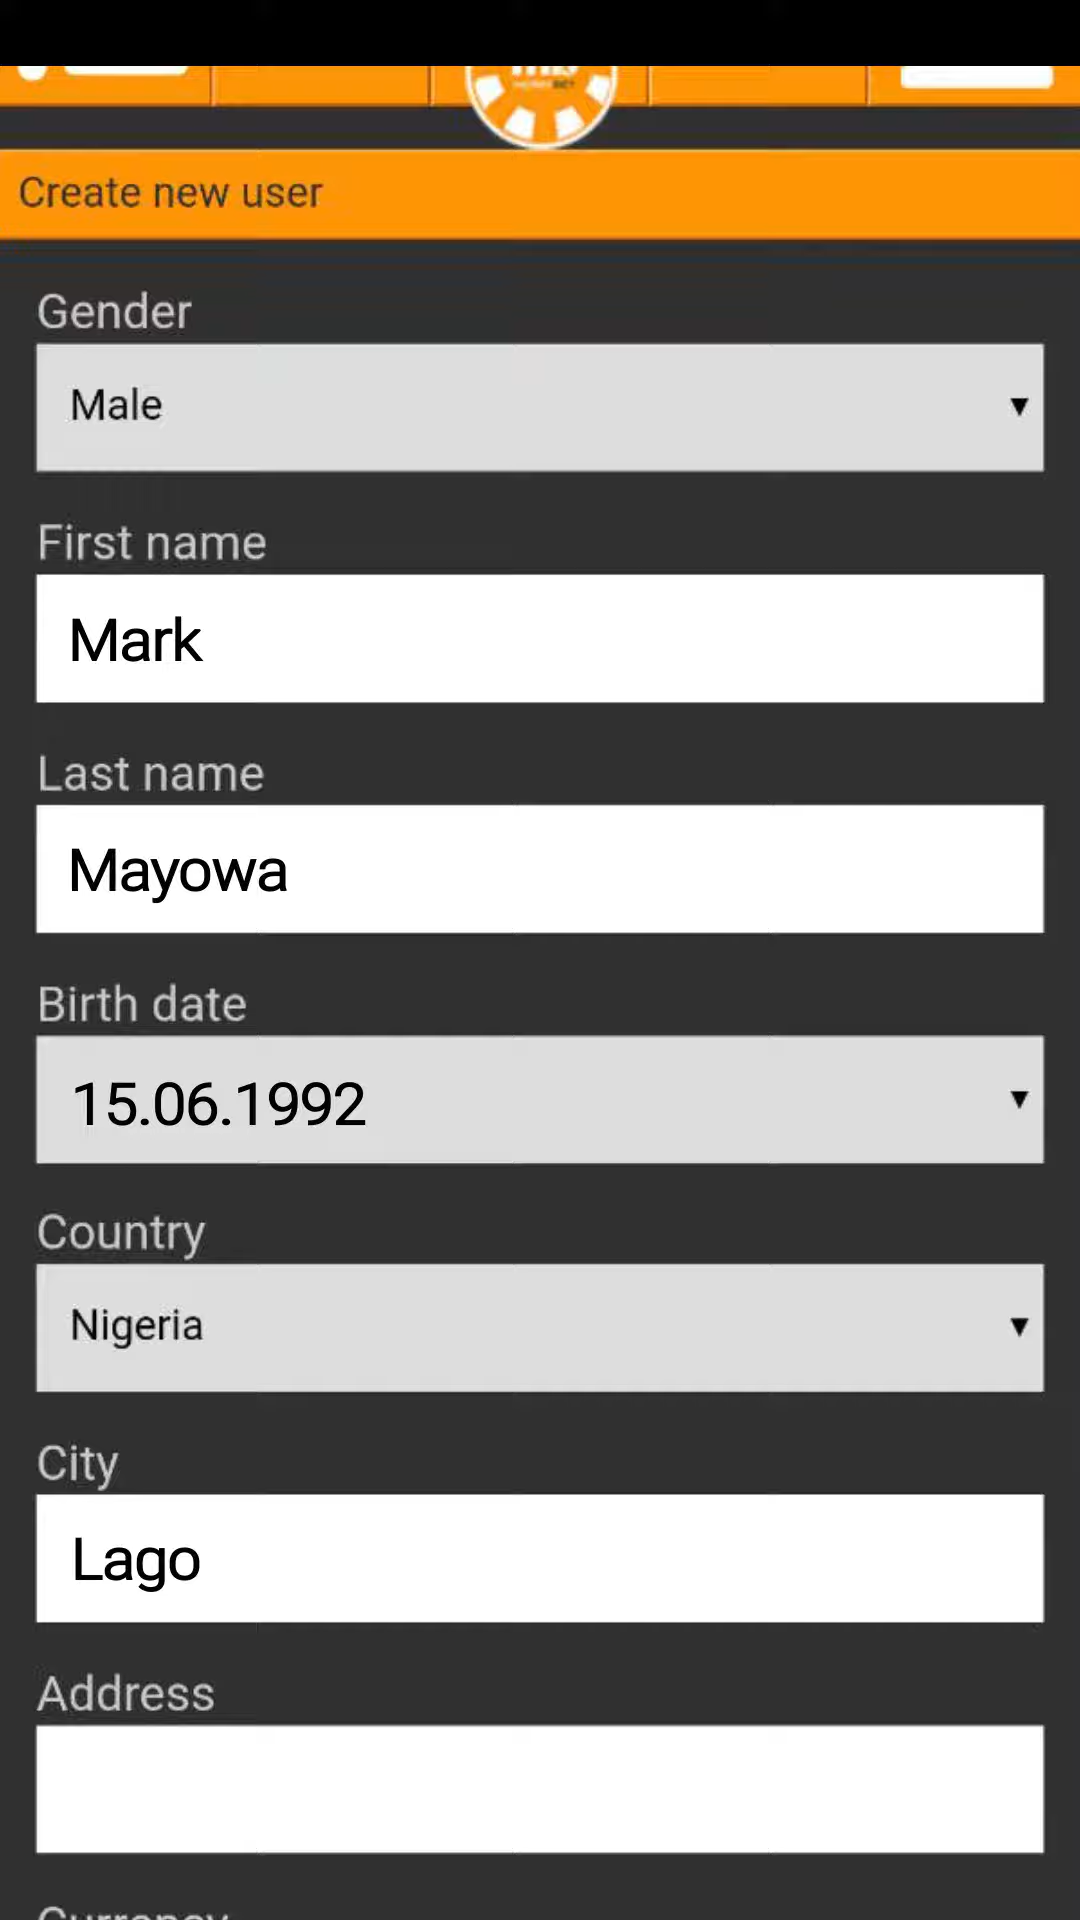 Create new user
Gender
Male
First name
Mark
Last name
Mayowa
Birth date
15.06.1992
Country
Nigeria
City
Lago
Address
Currency